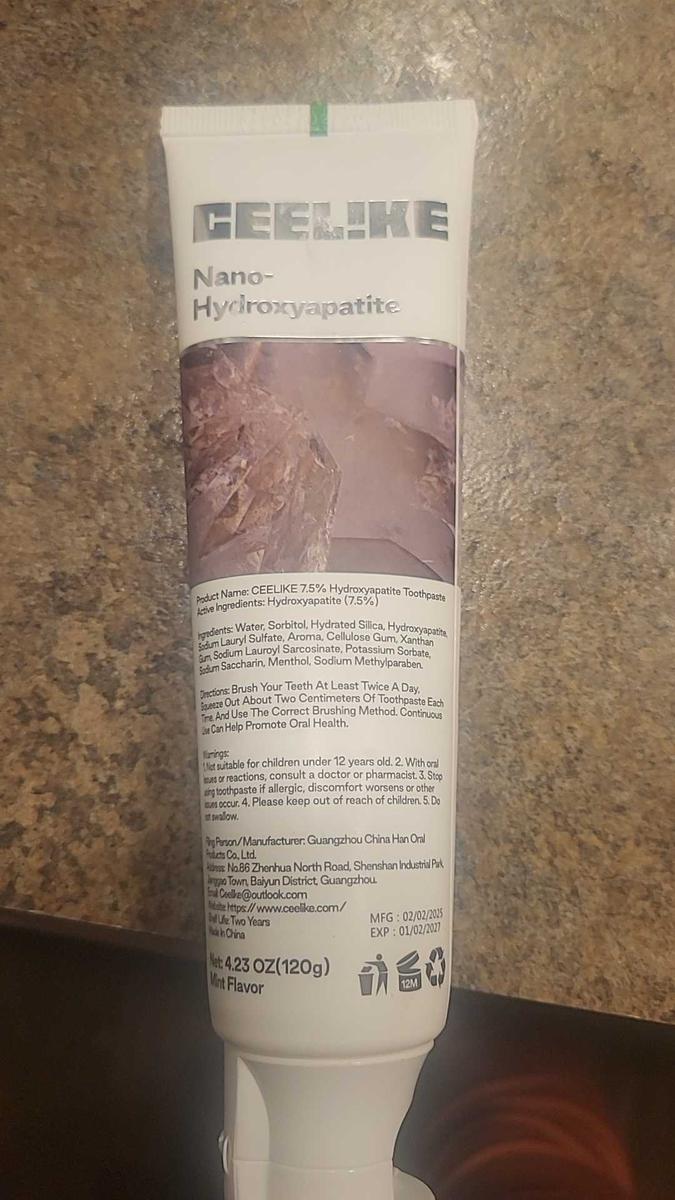 CEEL!KE
Nano-
Hydroxyapatite
Product Name: CEELIKE 7.5% Hydroxyapatite Toothpaste
Active Ingredients: Hydroxyapatite (7.5%)
Ingredients: Water, Sorbitol, Hydrated Silica, Hydroxyapatite,
Sodium Lauryl Sulfate, Aroma, Cellulose Gum, Xanthan
Gum, Sodium Lauroyl Sarcosinate, Potassium Sorbate,
Sodium Saccharin, Menthol, Sodium Methylparaben.
Directions: Brush Your Teeth At Least Twice A Day,
Squeeze Out About Two Centimeters Of Toothpaste Each
Time, And Use The Correct Brushing Method. Continuous
Use Can Help Promote Oral Health.
Warnings:
1. Not suitable for children under 12 years old. 2. With oral
issues or reactions, consult a doctor or pharmacist. 3. Stop
using toothpaste if allergic, discomfort worsens or other
issues occur. 4. Please keep out of reach of children. 5. Do
not swallow.
Person/Manufacturer: Guangzhou China Han Oral
Products Co., Ltd.
Address: No.86 Zhenhua North Road, Shenshan Industrial Park,
Jianggao Town, Baiyun District, Guangzhou.
Email: Ceelike@outlook.com
Website: https://www.ceelike.com/
Shelf Life: Two Years
Made In China
MFG : 02/02/2025
EXP : 01/02/2027
Net: 4.23 OZ(120g)
Mint Flavor
12M